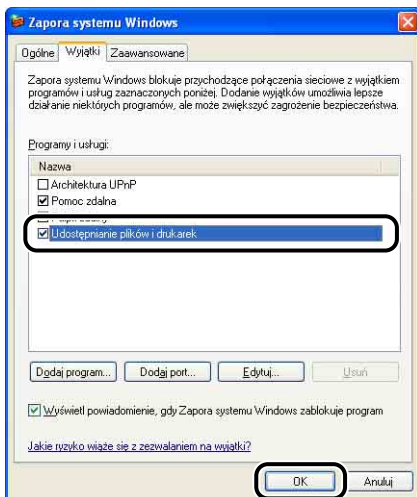 Zapora systemu Windows
Ogólne Wyjątki Zaawansowane
Zapora systemu Windows blokuje przychodzące połączenia sieciowe z wyjątkiem
programów i usług zaznaczonych poniżej. Dodanie wyjątków umożliwia lepsze
działanie niektórych programów, ale może zwiększyć zagrożenie bezpieczeństwa.
Programy i usługi:
Nazwa
Architektura UPnP
Pomoc zdalna
Udostępnianie plików i drukarek
Dodaj program... Dodaj port... Edytuj... Usuń
Wyświetl powiadomienie, gdy Zapora systemu Windows zablokuje program
Jakie ryzyko wiąże się z zezwalaniem na wyjątki?
OK Anuluj